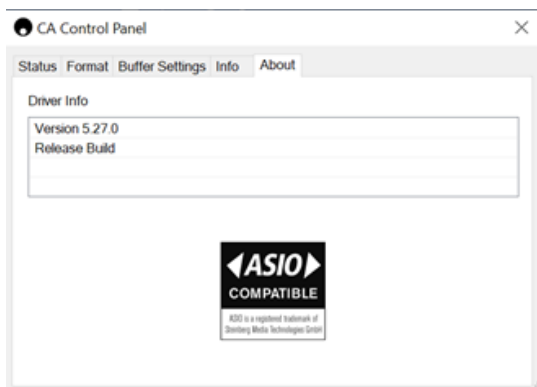 CA Control Panel
Status Format Buffer Settings Info About
Driver Info
Version 5.27.0
Release Build
ASIO
COMPATIBLE
ASIO is a registered trademark of
Steinberg Media Technologies GmbH